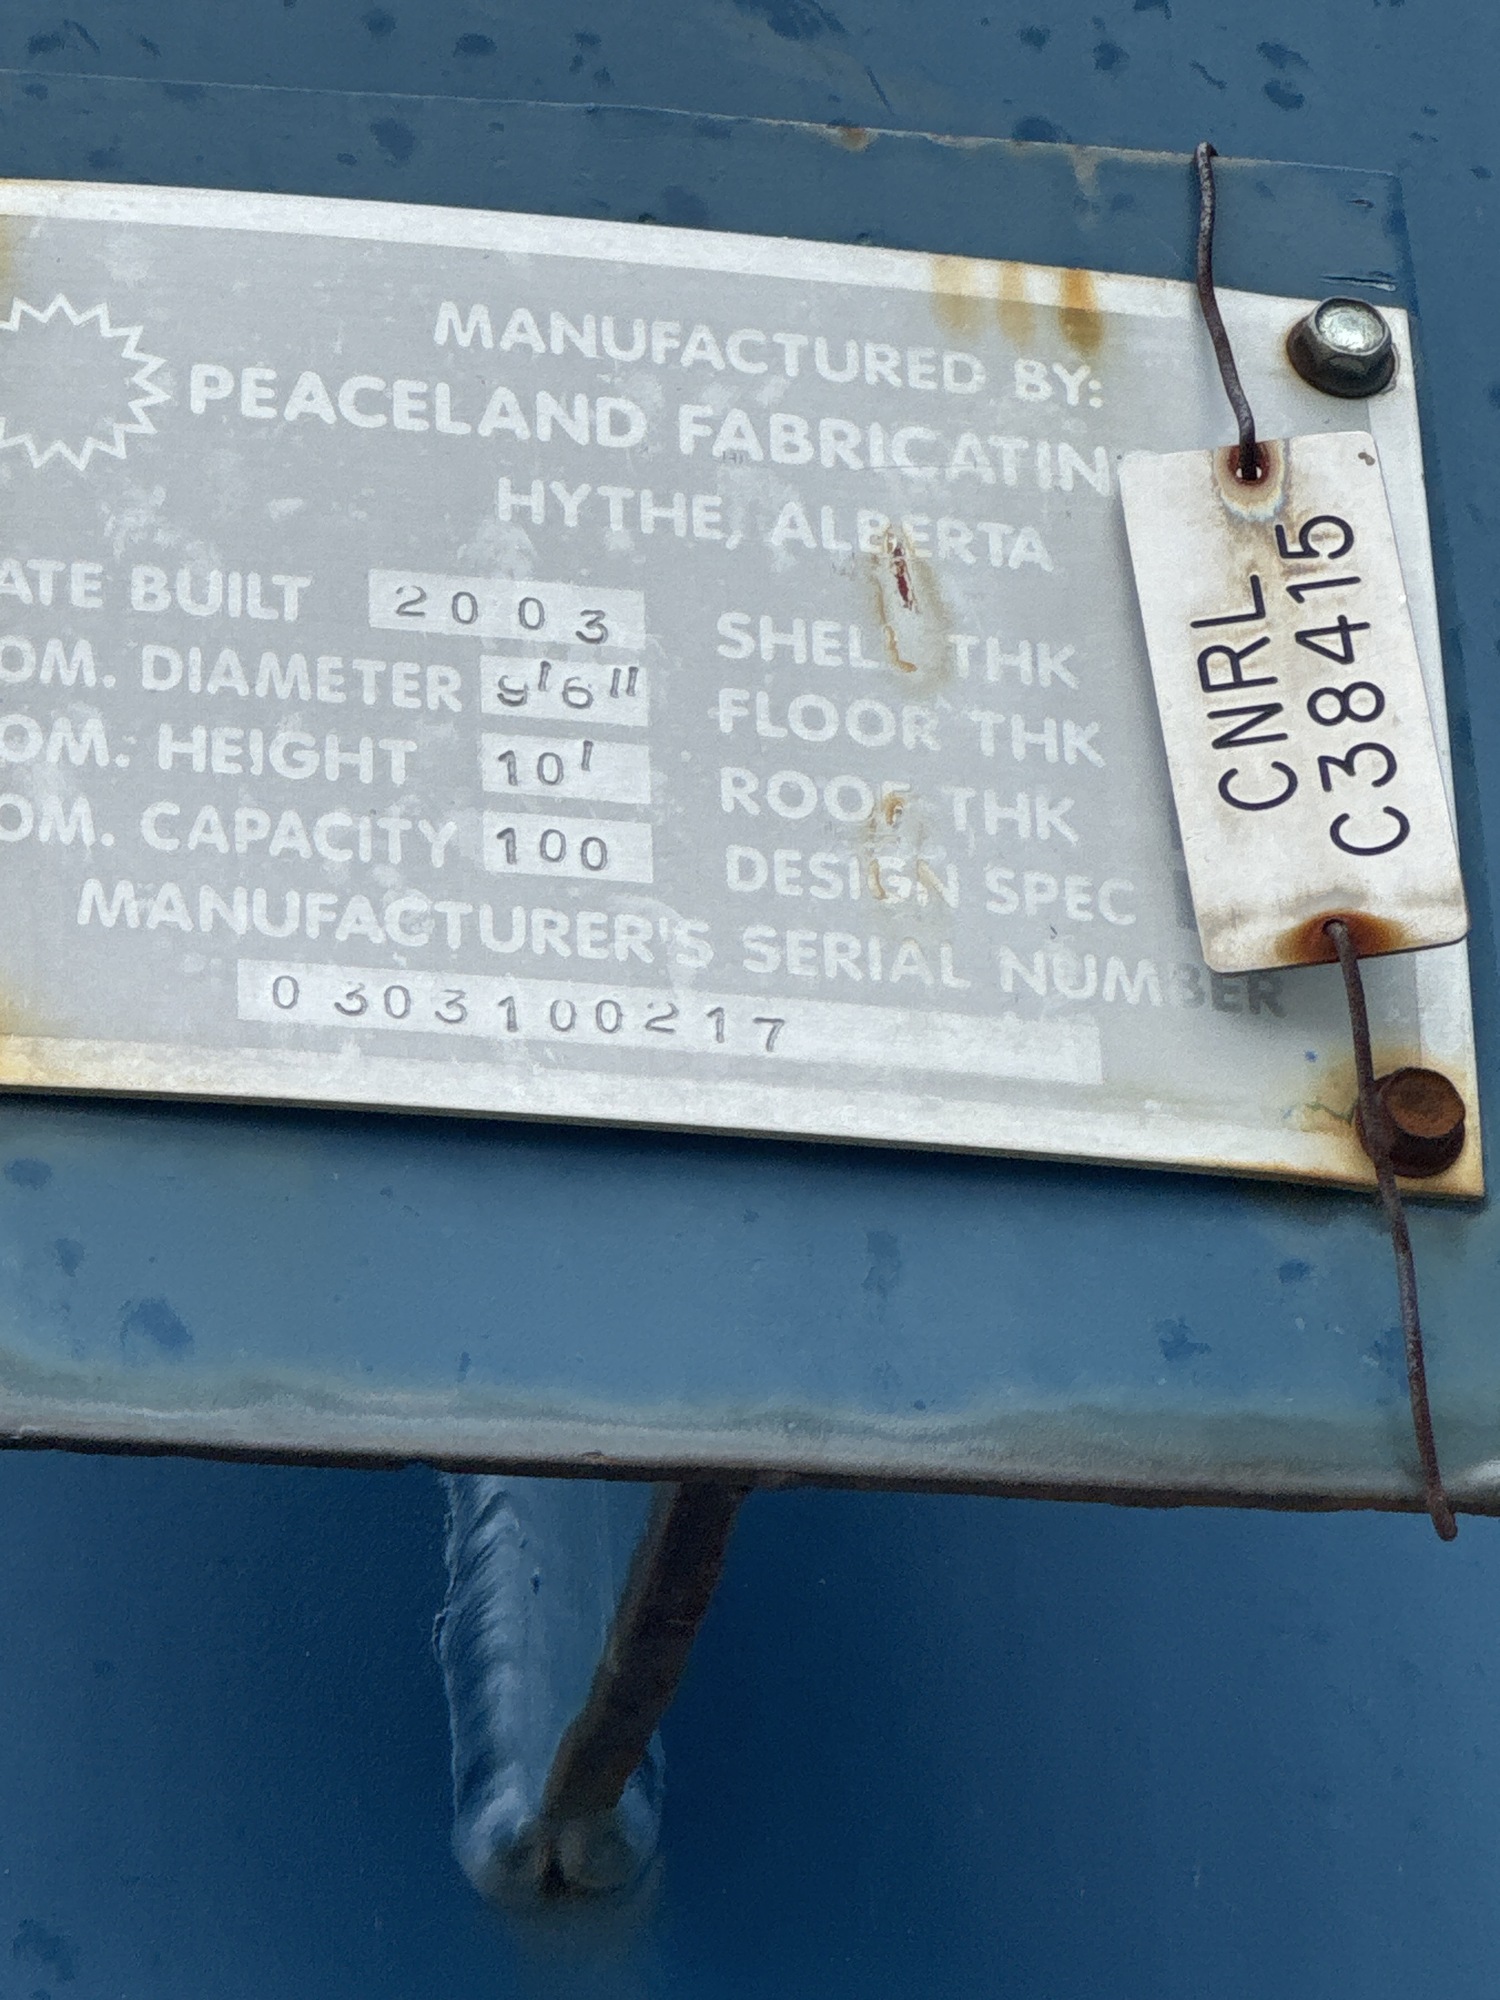 MANUFACTURED BY:
PEACELAND FABRICATIN
HYTHE, ALBERTA
ATE BUILT 2003 SHELL THK
OM. DIAMETER 9'6" FLOOR THK
OM. HEIGHT 10' ROOF THK
OM. CAPACITY 100 DESIGN SPEC
MANUFACTURER'S SERIAL NUMBER
0303100217
CNRL
C38415